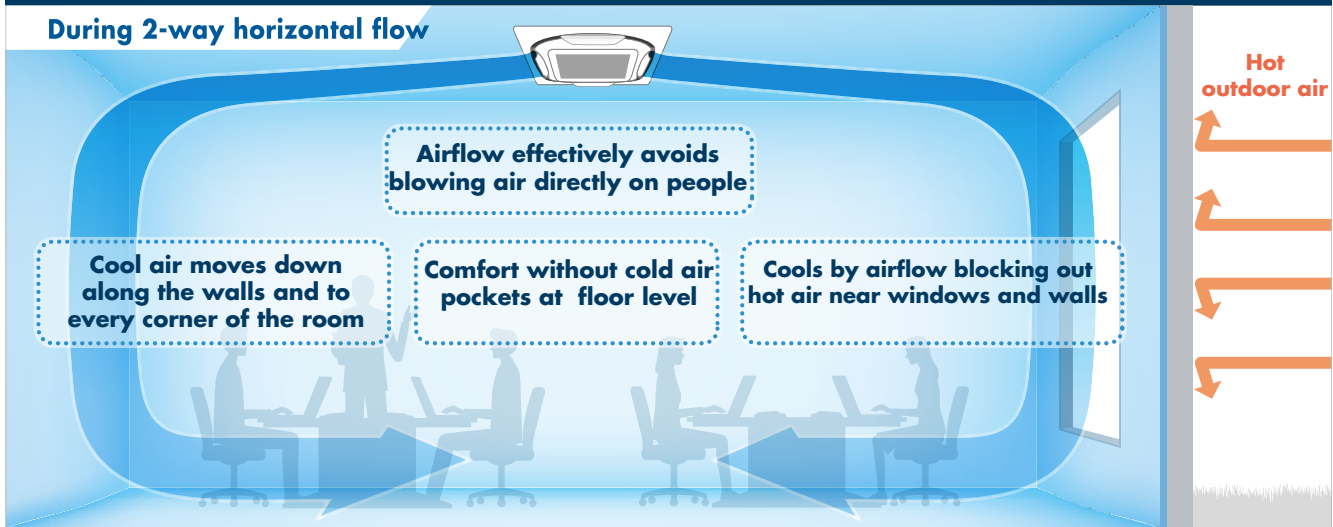 During 2-way horizontal flow
Hot
outdoor air
Airflow effectively avoids
blowing air directly on people
Cool air moves down
along the walls and to
every corner of the room
Comfort without cold air
pockets at floor level
Cools by airflow blocking out
hot air near windows and walls